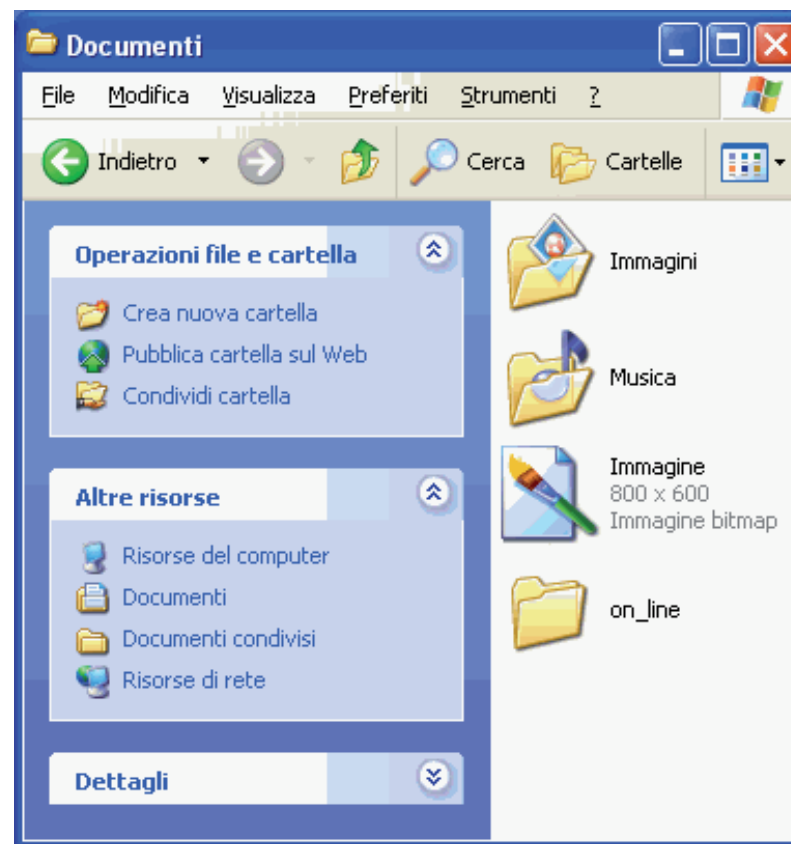 Documenti
File Modifica Visualizza Preferiti Strumenti ?
Indietro Cerca Cartelle
Operazioni file e cartella
Crea nuova cartella
Pubblica cartella sul Web
Condividi cartella
Altre risorse
Risorse del computer
Documenti
Documenti condivisi
Risorse di rete
Dettagli
Immagini
Musica
Immagine
800 x 600
Immagine bitmap
on_line